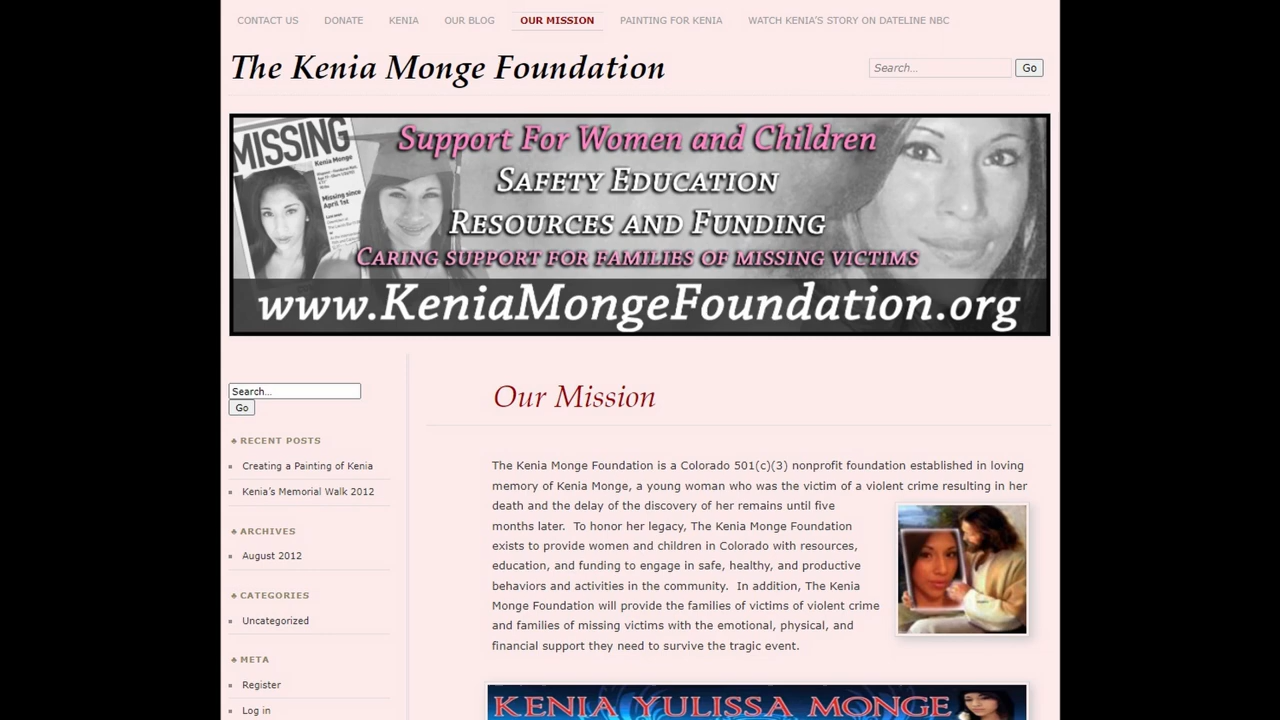 CONTACT US DONATE KENIA OUR BLOG OUR MISSION PAINTING FOR KENIA WATCH KENIA'S STORY ON DATELINE NBC
The Kenia Monge Foundation
Search... Go
MISSING
Kenia Monge
Missing since
April 1st
Support For Women and Children
SAFETY EDUCATION
RESOURCES AND FUNDING
CARING SUPPORT FOR FAMILIES OF MISSING VICTIMS
www.KeniaMongeFoundation.org
Search...
Go
♣ RECENT POSTS
Creating a Painting of Kenia
Kenia's Memorial Walk 2012
♣ ARCHIVES
August 2012
♣ CATEGORIES
Uncategorized
♣ META
Register
Log in
Our Mission
The Kenia Monge Foundation is a Colorado 501(c)(3) nonprofit foundation established in loving
memory of Kenia Monge, a young woman who was the victim of a violent crime resulting in her
death and the delay of the discovery of her remains until five
months later.  To honor her legacy, The Kenia Monge Foundation
exists to provide women and children in Colorado with resources,
education, and funding to engage in safe, healthy, and productive
behaviors and activities in the community.  In addition, The Kenia
Monge Foundation will provide the families of victims of violent crime
and families of missing victims with the emotional, physical, and
financial support they need to survive the tragic event.
KENIA YULISSA MONGE